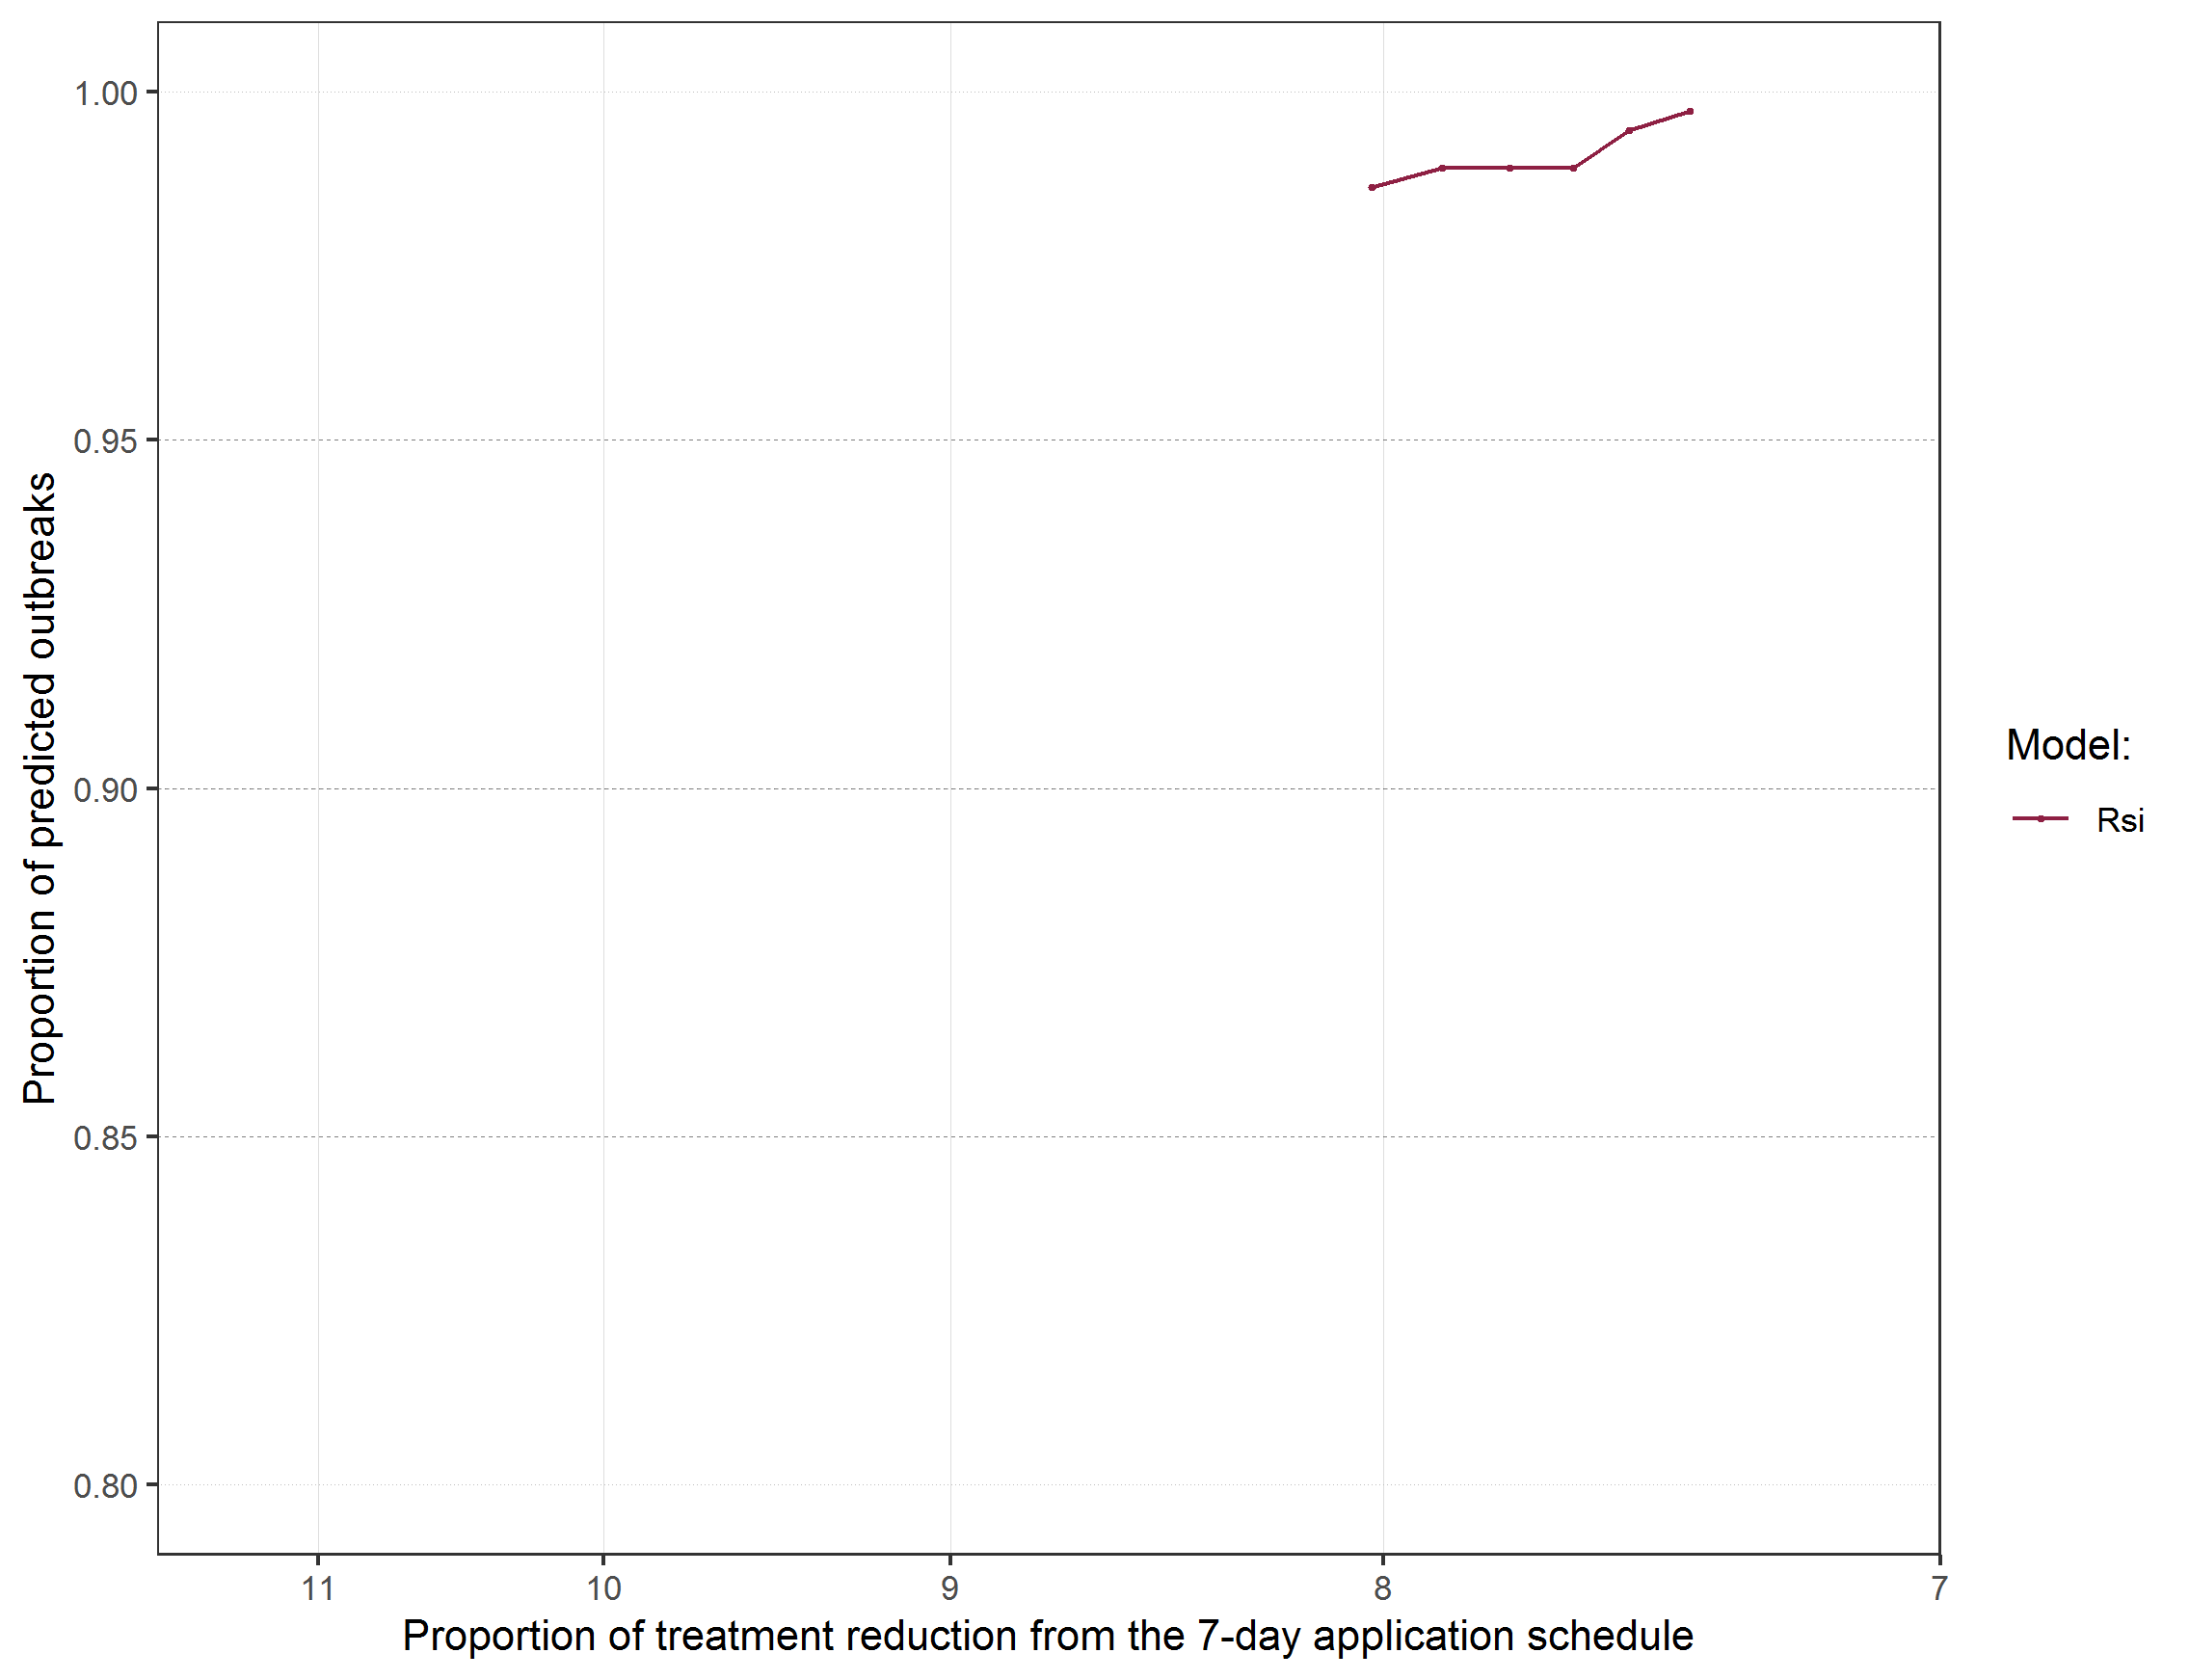 Proportion of predicted outbreaks
1.00
0.95
0.90
0.85
0.80
11 10 9 8 7
Proportion of treatment reduction from the 7-day application schedule
Model:
Rsi